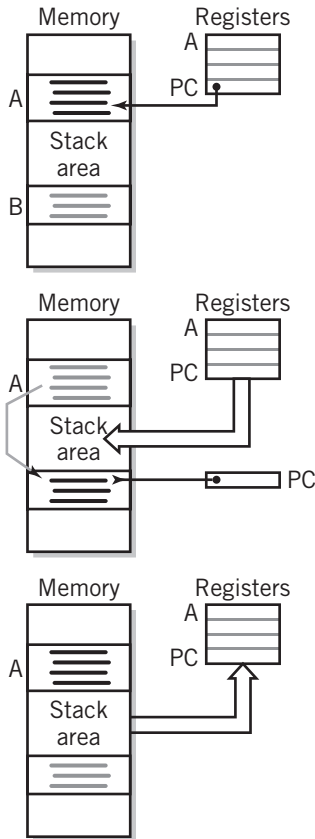 Memory
Registers
A
PC
A
Stack
area
B
Memory
Registers
A
PC
A
Stack
area
PC
Memory
Registers
A
PC
A
Stack
area